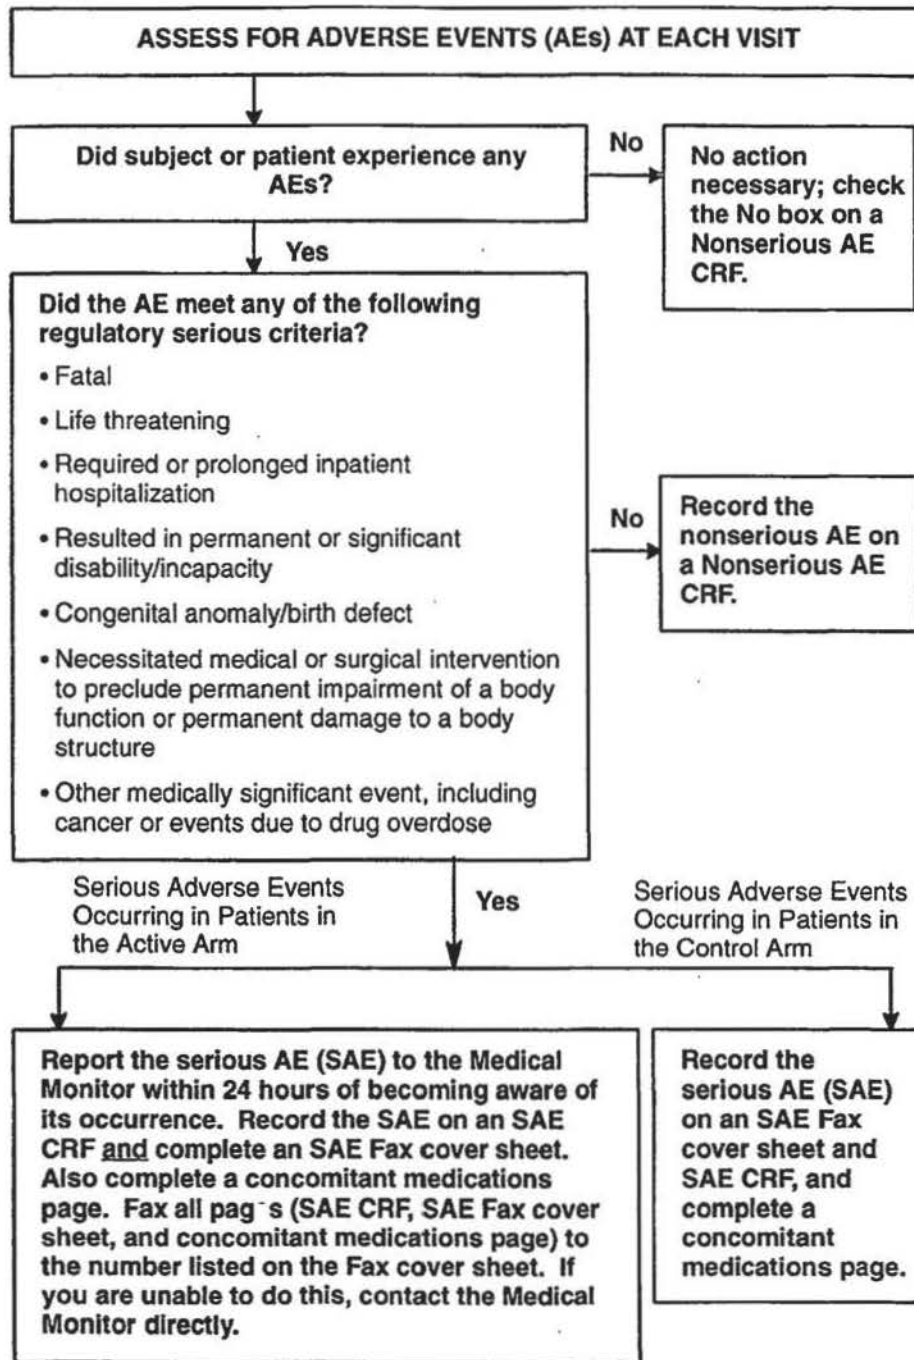 ASSESS FOR ADVERSE EVENTS (AEs) AT EACH VISIT
Did subject or patient experience any
AEs?
No
No action
necessary; check
the No box on a
Nonserious AE
CRF.
Yes
Did the AE meet any of the following
regulatory serious criteria?
• Fatal
• Life threatening
• Required or prolonged inpatient
hospitalization
• Resulted in permanent or significant
disability/incapacity
• Congenital anomaly/birth defect
• Necessitated medical or surgical intervention
to preclude permanent impairment of a body
function or permanent damage to a body
structure
• Other medically significant event, including
cancer or events due to drug overdose
No
Record the
nonserious AE on
a Nonserious AE
CRF.
Serious Adverse Events
Occurring in Patients in
the Active Arm
Yes
Serious Adverse Events
Occurring in Patients in
the Control Arm
Report the serious AE (SAE) to the Medical
Monitor within 24 hours of becoming aware of
its occurrence. Record the SAE on an SAE
CRF and complete an SAE Fax cover sheet.
Also complete a concomitant medications
page. Fax all pag-s (SAE CRF, SAE Fax cover
sheet, and concomitant medications page) to
the number listed on the Fax cover sheet. If
you are unable to do this, contact the Medical
Monitor directly.
Record the
serious AE (SAE)
on an SAE Fax
cover sheet and
SAE CRF, and
complete a
concomitant
medications page.